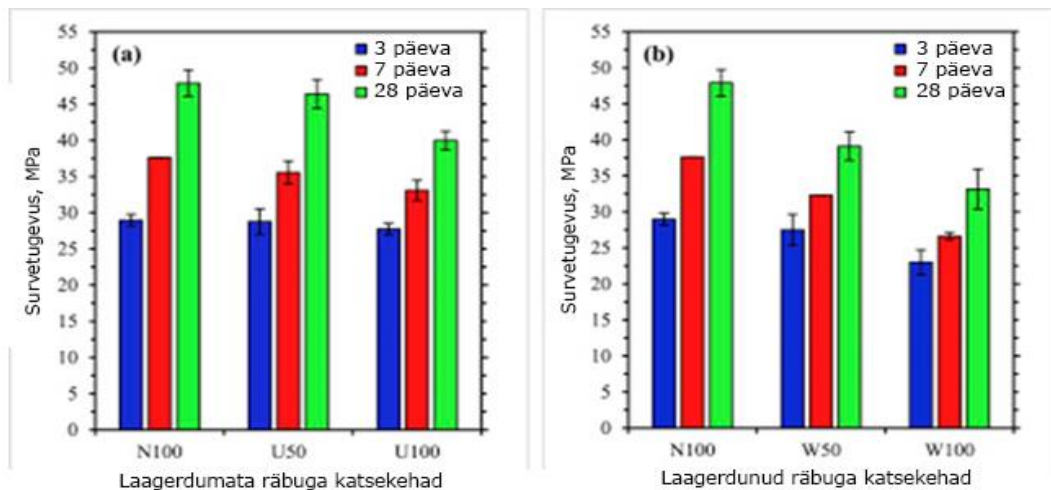 (a)
3 päeva
7 päeva
28 päeva
Survetugevus, MPa
55
50
45
40
35
30
25
20
15
10
5
0
N100 U50 U100
Laagerdumata räbuga katsekehad
(b)
3 päeva
7 päeva
28 päeva
Survetugevus, MPa
55
50
45
40
35
30
25
20
15
10
5
0
N100 W50 W100
Laagerdunud räbuga katsekehad